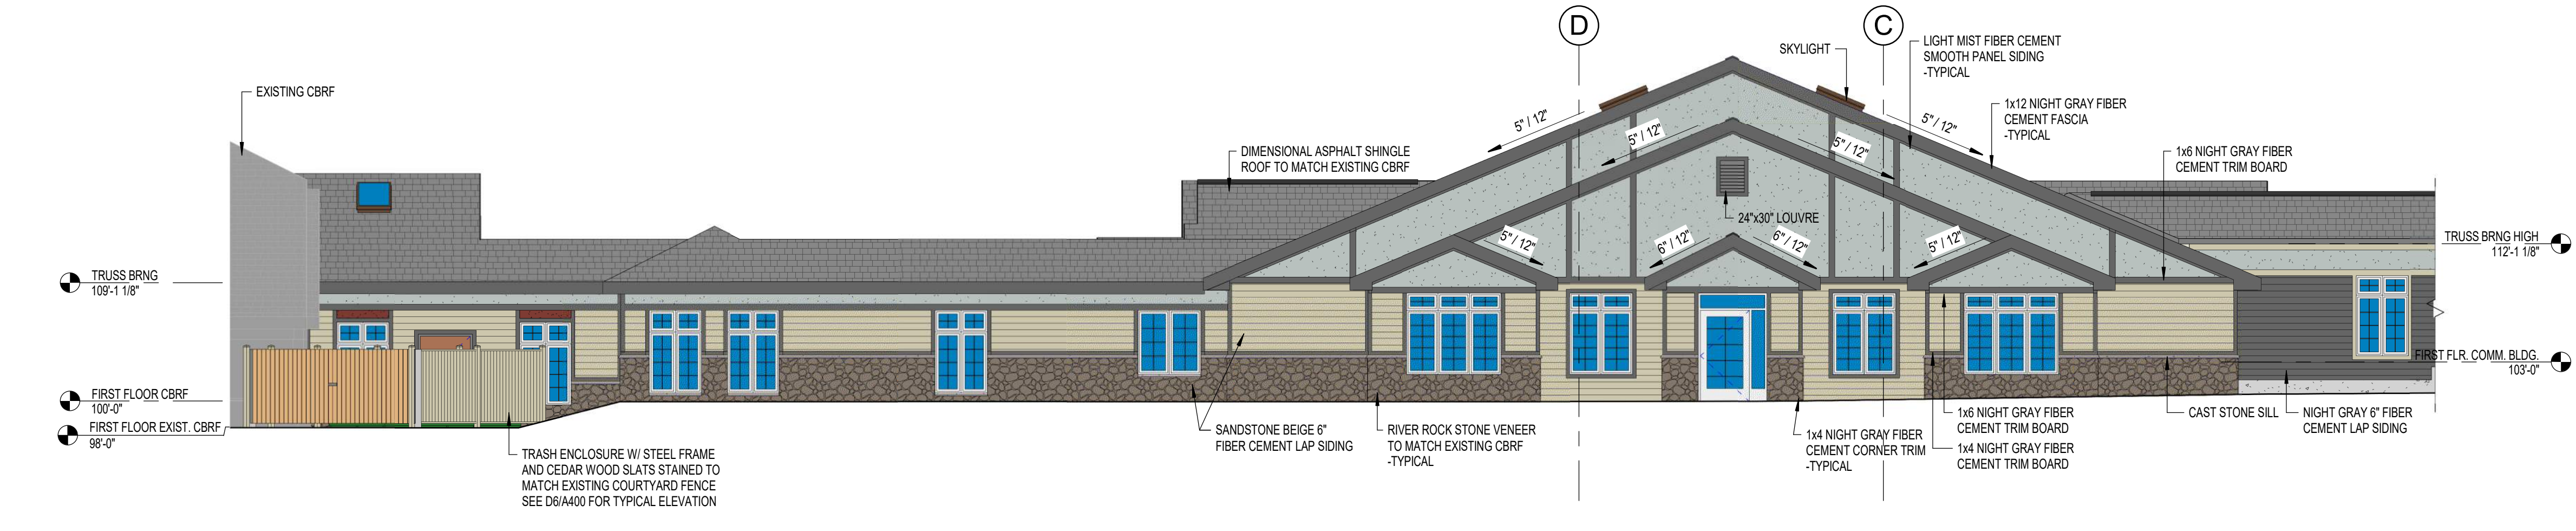 D
C
SKYLIGHT
LIGHT MIST FIBER CEMENT
SMOOTH PANEL SIDING
-TYPICAL
EXISTING CBRF
1x12 NIGHT GRAY FIBER
CEMENT FASCIA
-TYPICAL
5" / 12"
5" / 12"
5" / 12"
5" / 12"
DIMENSIONAL ASPHALT SHINGLE
ROOF TO MATCH EXISTING CBRF
1x6 NIGHT GRAY FIBER
CEMENT TRIM BOARD
24"x30" LOUVRE
5" / 12"
6" / 12"
6" / 12"
5" / 12"
TRUSS BRNG HIGH
112'-1 1/8"
TRUSS BRNG
109'-1 1/8"
FIRST FLR. COMM. BLDG.
103'-0"
FIRST FLOOR CBRF
100'-0"
FIRST FLOOR EXIST. CBRF
98'-0"
TRASH ENCLOSURE W/ STEEL FRAME
AND CEDAR WOOD SLATS STAINED TO
MATCH EXISTING COURTYARD FENCE
SEE D6/A400 FOR TYPICAL ELEVATION
SANDSTONE BEIGE 6"
FIBER CEMENT LAP SIDING
RIVER ROCK STONE VENEER
TO MATCH EXISTING CBRF
-TYPICAL
1x4 NIGHT GRAY FIBER
CEMENT CORNER TRIM
-TYPICAL
1x6 NIGHT GRAY FIBER
CEMENT TRIM BOARD
1x4 NIGHT GRAY FIBER
CEMENT TRIM BOARD
CAST STONE SILL
NIGHT GRAY 6" FIBER
CEMENT LAP SIDING